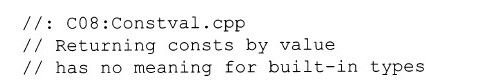 //: C08:Constval.cpp
// Returning consts by value
// has no meaning for built-in types